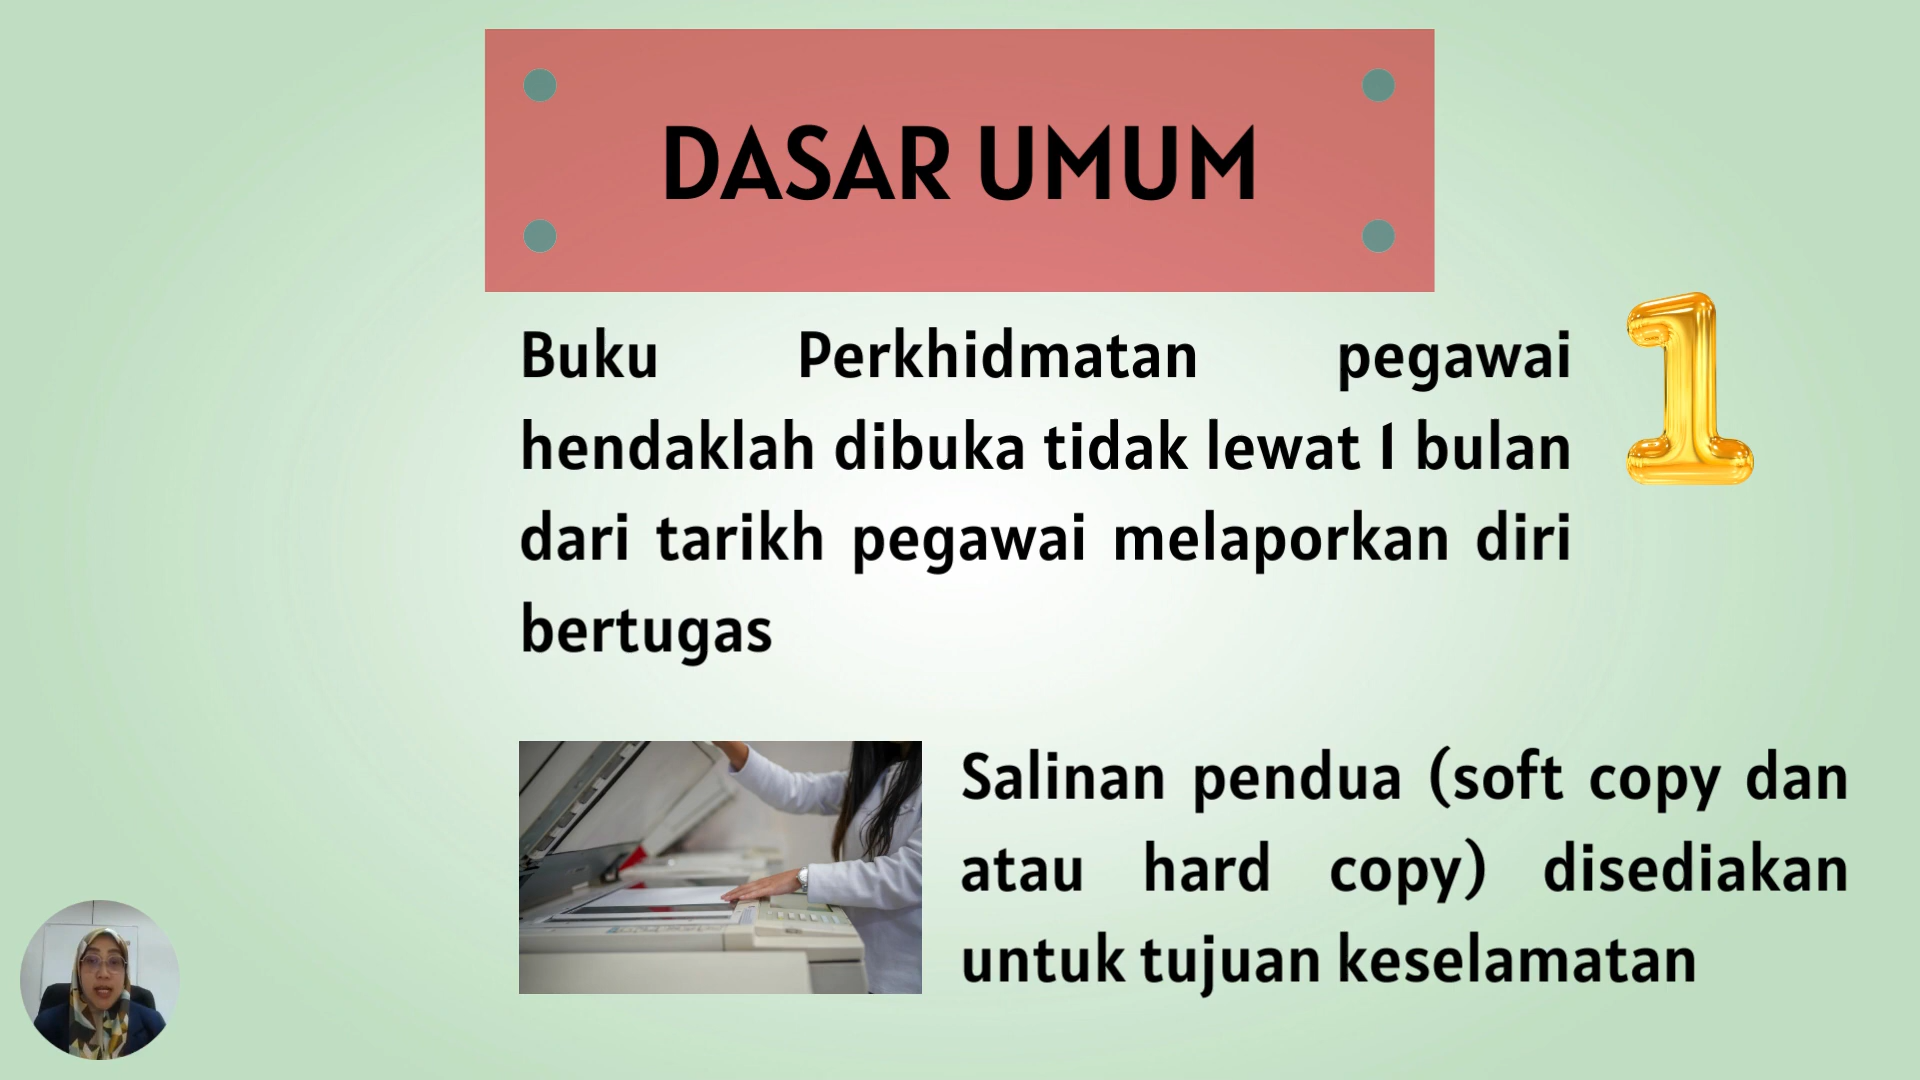 DASAR UMUM
Buku Perkhidmatan pegawai
hendaklah dibuka tidak lewat 1 bulan
dari tarikh pegawai melaporkan diri
bertugas
1
Salinan pendua (soft copy dan
atau hard copy) disediakan
untuk tujuan keselamatan